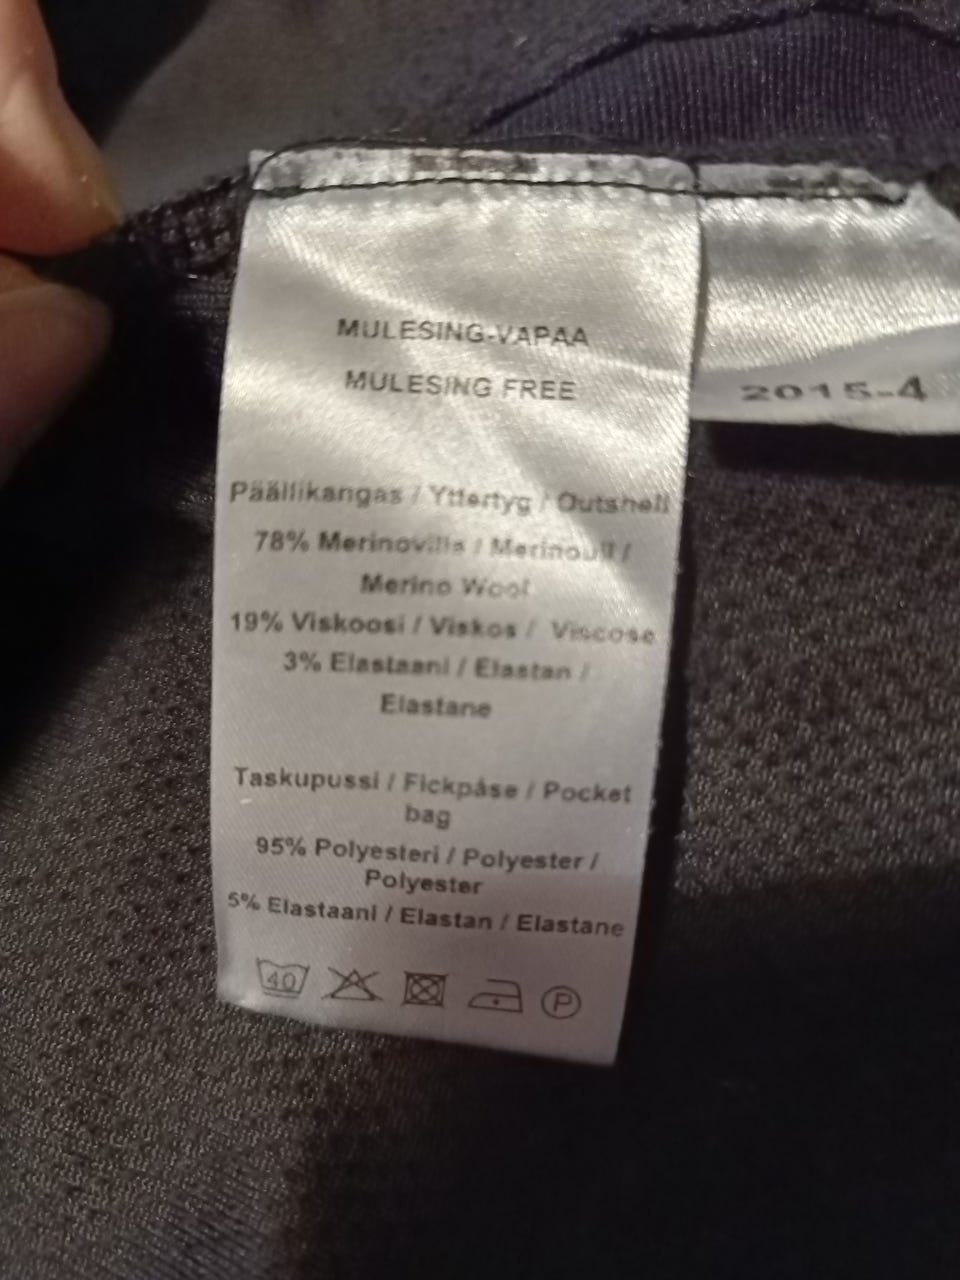 MULESING-VAPAA
MULESING FREE
Päällikangas / Yttertyg / Outshell
78% Merinovilla / Merinoull /
Merino Wool
19% Viskoosi / Viskos / Viscose
3% Elastaani / Elastan /
Elastane
Taskupussi / Fickpåse / Pocket
bag
95% Polyesteri / Polyester /
Polyester
5% Elastaani / Elastan / Elastane
40
P
2015-4